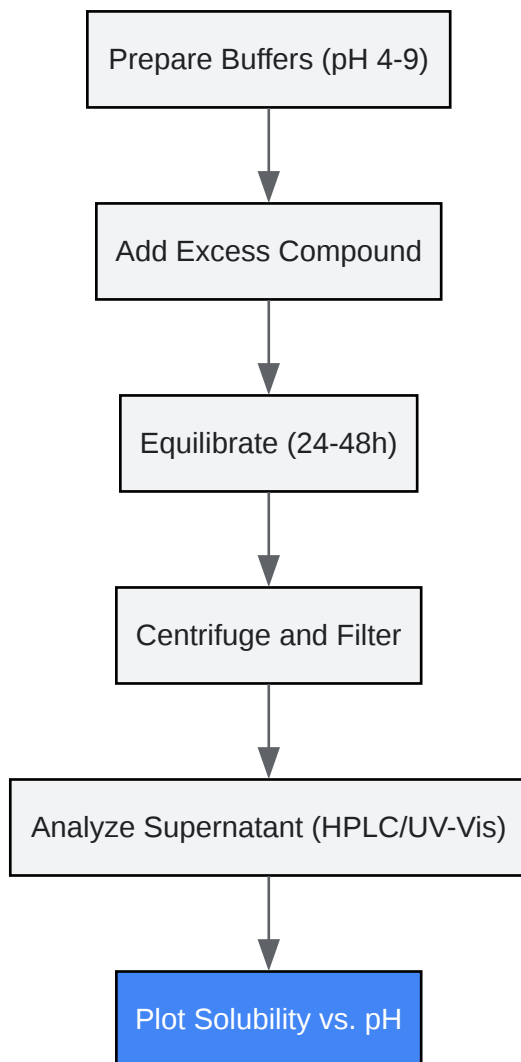 Prepare Buffers (pH 4-9)
Add Excess Compound
Equilibrate (24-48h)
Centrifuge and Filter
Analyze Supernatant (HPLC/UV-Vis)
Plot Solubility vs. pH